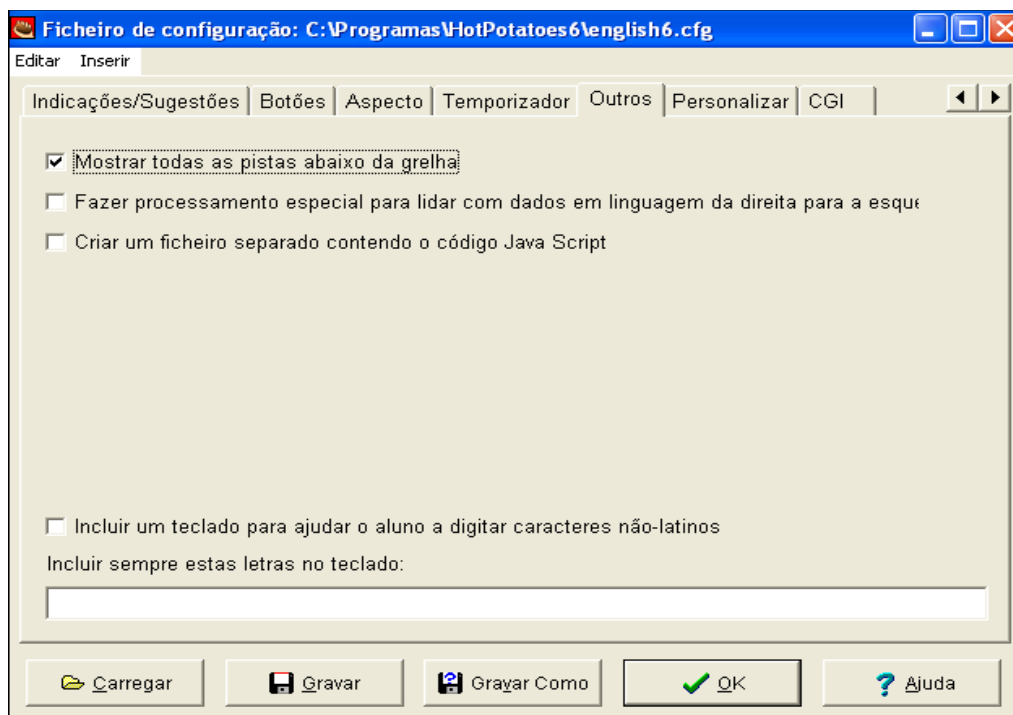 Ficheiro de configuração: C:\Programas\HotPotatoes6\english6.cfg
Editar Inserir
Indicações/Sugestões Botões Aspecto Temporizador Outros Personalizar CGI
Mostrar todas as pistas abaixo da grelha
Fazer processamento especial para lidar com dados em linguagem da direita para a esque
Criar um ficheiro separado contendo o código Java Script
Incluir um teclado para ajudar o aluno a digitar caracteres não-latinos
Incluir sempre estas letras no teclado:
Carregar Gravar Gravar Como OK Ajuda